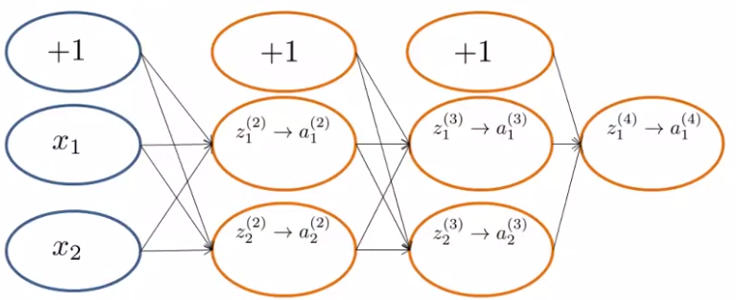 +1 +1 +1
x₁ z₁⁽²⁾ → a₁⁽²⁾ z₁⁽³⁾ → a₁⁽³⁾ z₁⁽⁴⁾ → a₁⁽⁴⁾
x₂ z₂⁽²⁾ → a₂⁽²⁾ z₂⁽³⁾ → a₂⁽³⁾